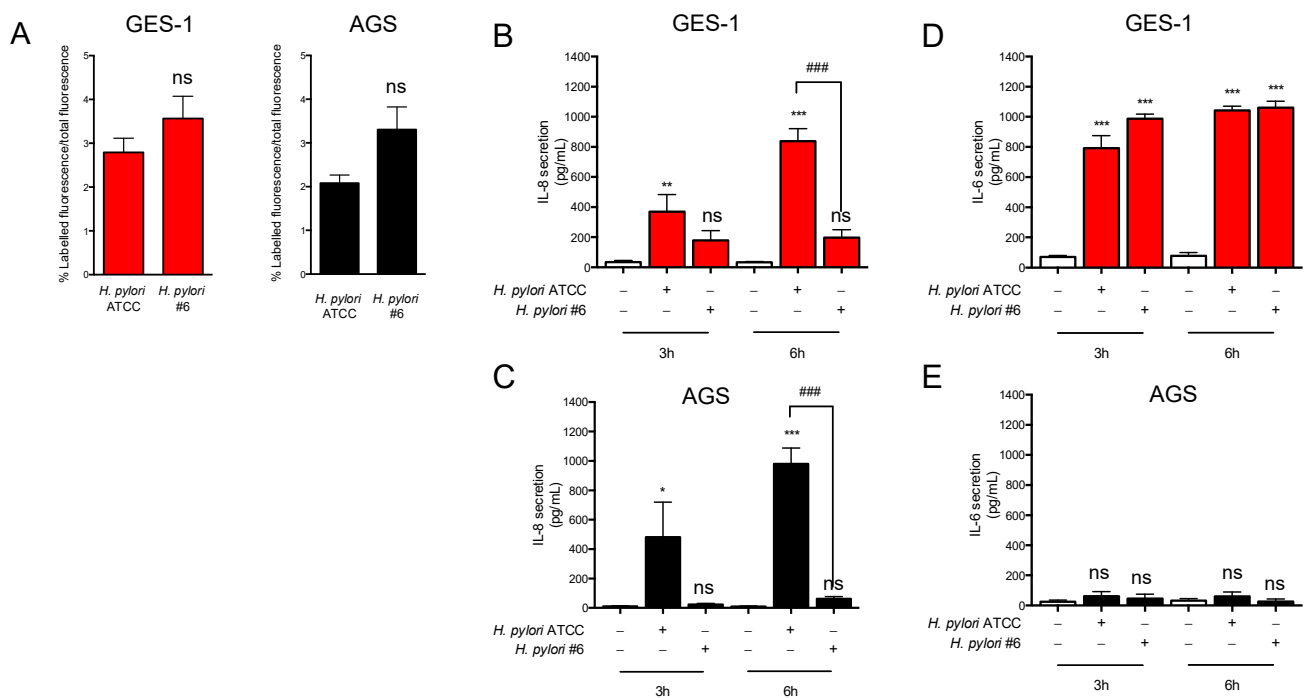 A
GES-1
AGS
% Labelled fluorescence/total fluorescence
5
4
3
2
1
0
ns
H. pylori
ATCC
H. pylori
#6
% Labelled fluorescence/total fluorescence
5
4
3
2
1
0
ns
H. pylori
ATCC
H. pylori
#6
B
GES-1
IL-8 secretion
(pg/mL)
1400
1200
1000
800
600
400
200
0
**
ns
***
ns
###
H. pylori ATCC – + – – + –
H. pylori #6 – – + – – +
3h
6h
C
AGS
IL-8 secretion
(pg/mL)
1400
1200
1000
800
600
400
200
0
*
ns
***
ns
###
H. pylori ATCC – + – – + –
H. pylori #6 – – + – – +
3h
6h
D
GES-1
IL-6 secretion
(pg/mL)
1400
1200
1000
800
600
400
200
0
***
***
***
***
H. pylori ATCC – + – – + –
H. pylori #6 – – + – – +
3h
6h
E
AGS
IL-6 secretion
(pg/mL)
1400
1200
1000
800
600
400
200
0
ns
ns
ns
ns
H. pylori ATCC – + – – + –
H. pylori #6 – – + – – +
3h
6h